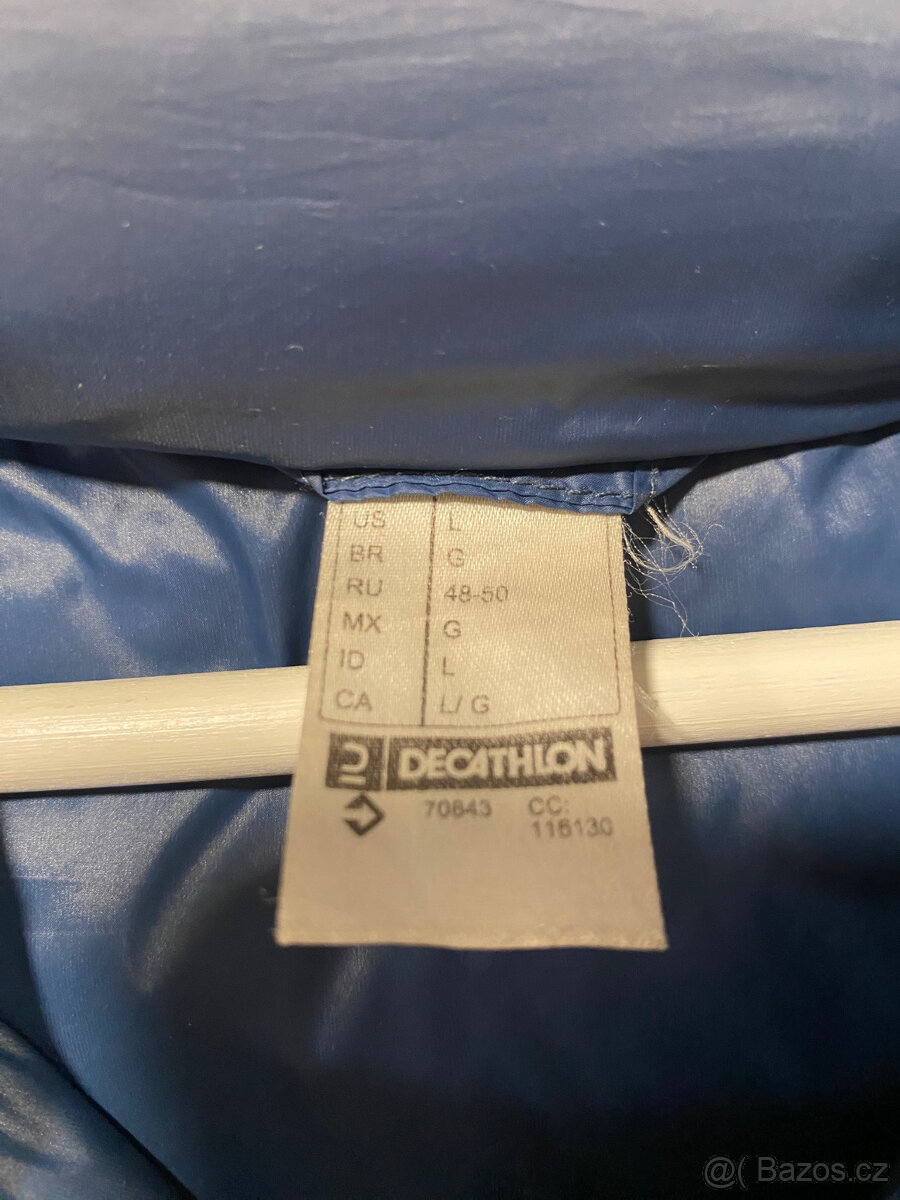 US L
BR G
RU 48-50
MX G
ID L
CA L/ G
DECATHLON
70843 CC:
116130
@( Bazos.cz